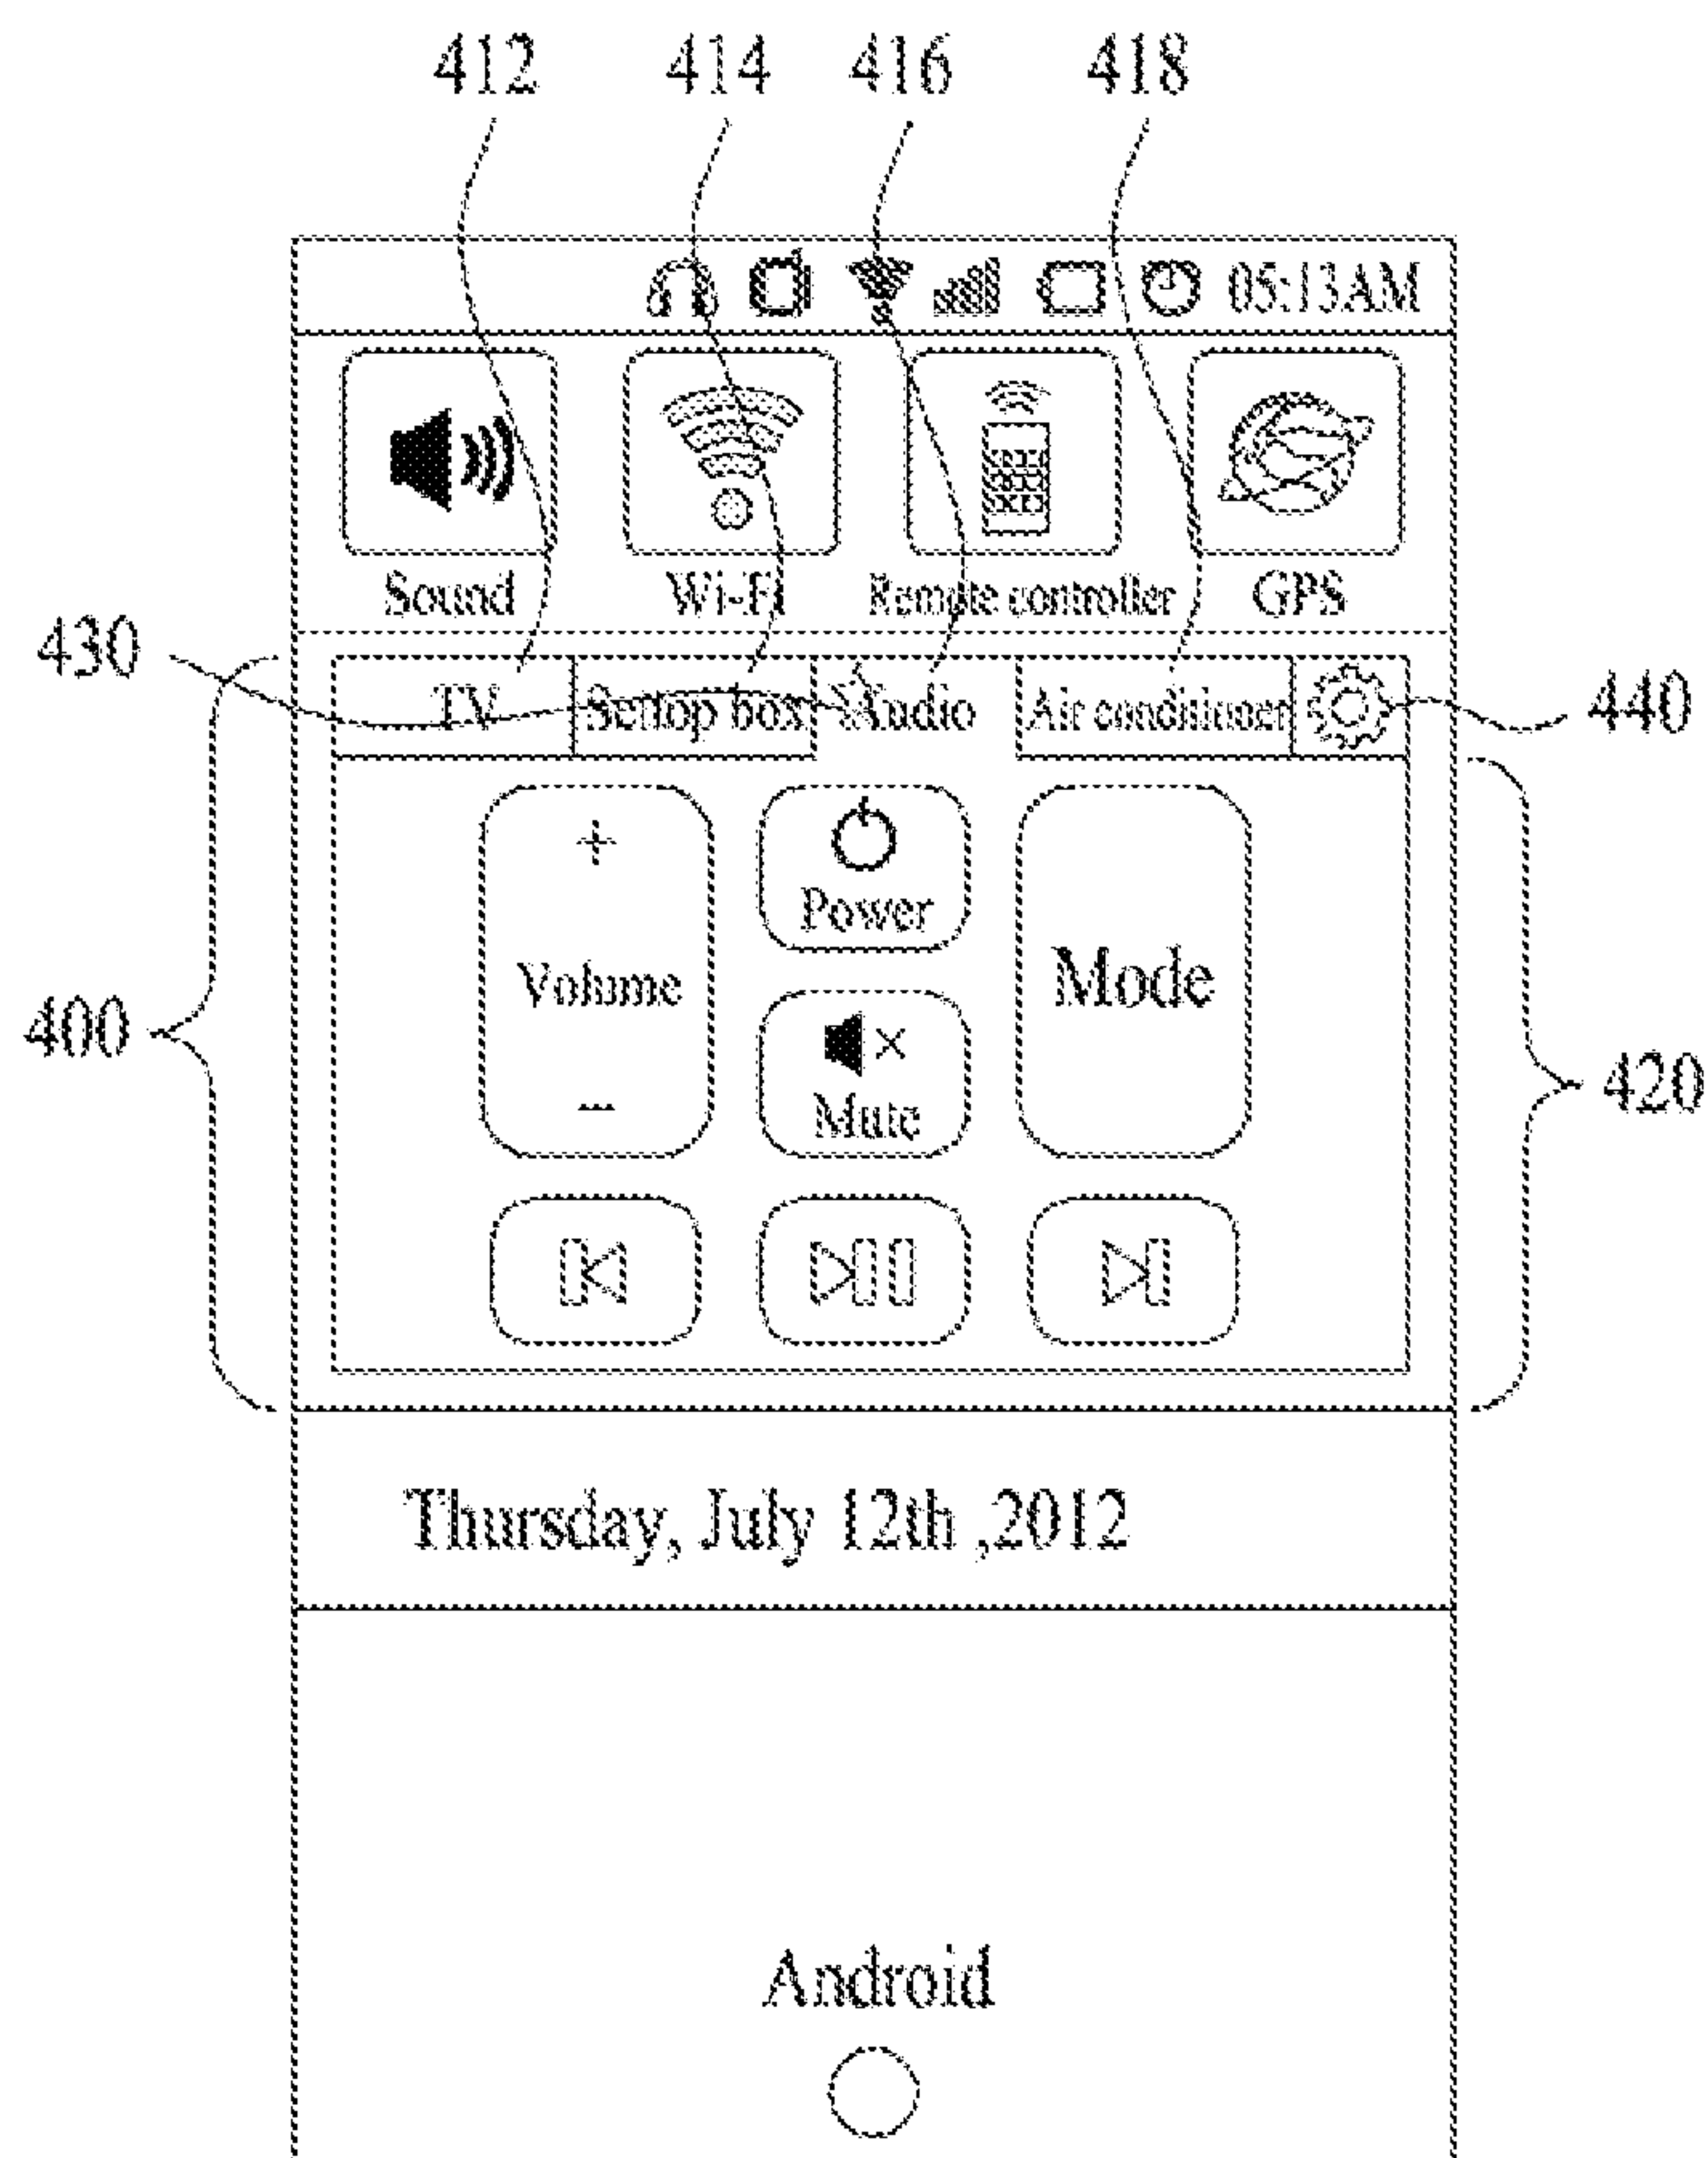 412 414 416 418
05:13AM
Sound Wi-Fi Remote controller GPS
430
TV Settop box Audio Air conditioner 440
+ Power
Volume Mode
400 - Mute 420
Thursday, July 12th ,2012
Android